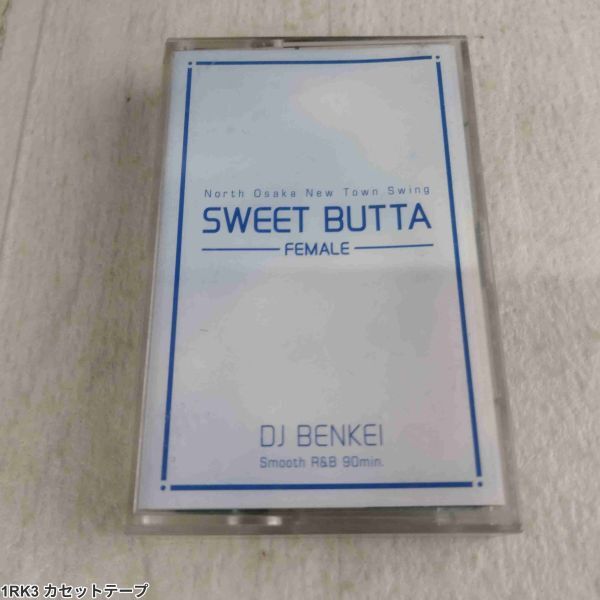 North Osaka New Town Swing
SWEET BUTTA
FEMALE
DJ BENKEI
Smooth R&B 90min.
1RK3 カセットテープ